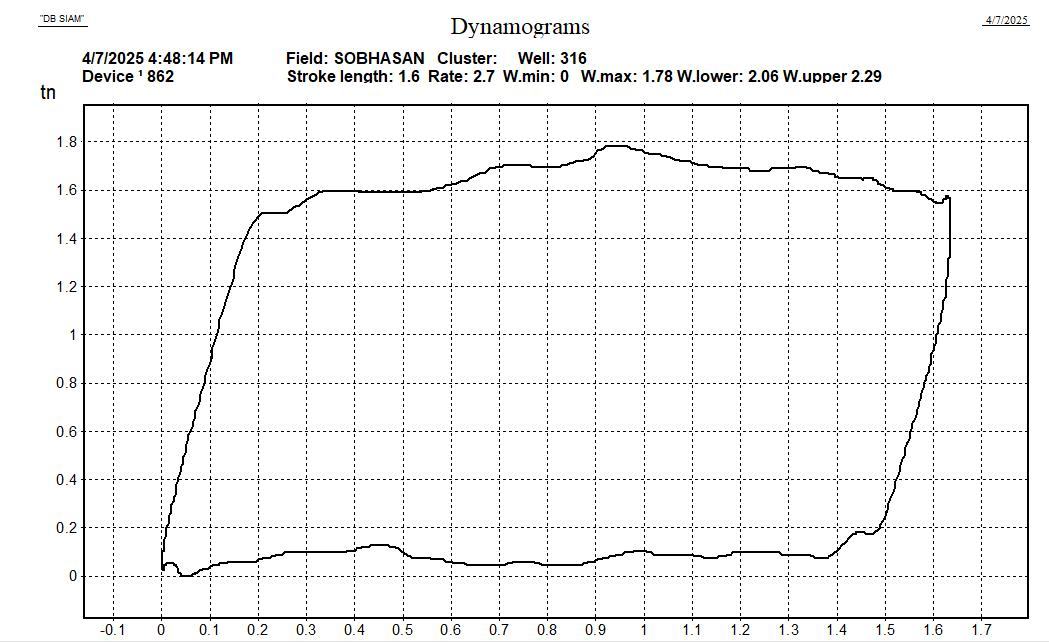 "DB SIAM"
Dynamograms
4/7/2025
4/7/2025 4:48:14 PM Field: SOBHASAN Cluster: Well: 316
Device ¹ 862 Stroke length: 1.6 Rate: 2.7 W.min: 0 W.max: 1.78 W.lower: 2.06 W.upper 2.29
tn
1.8
1.6
1.4
1.2
1
0.8
0.6
0.4
0.2
0
-0.1 0 0.1 0.2 0.3 0.4 0.5 0.6 0.7 0.8 0.9 1 1.1 1.2 1.3 1.4 1.5 1.6 1.7